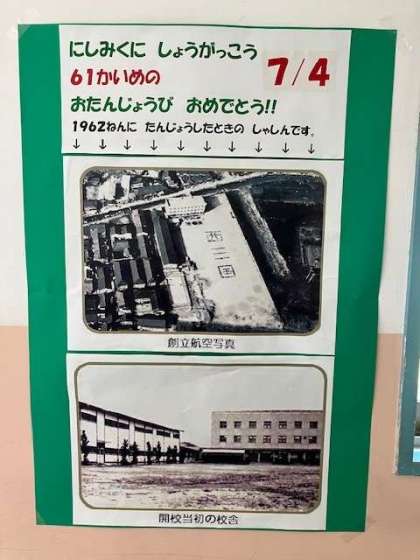 にしみくに しょうがっこう
61かいめの
7/4
おたんじょうび おめでとう!!
1962ねんに たんじょうしたときの しゃしんです。
↓ ↓ ↓ ↓ ↓ ↓ ↓ ↓ ↓ ↓
西三国
創立航空写真
開校当初の校舎